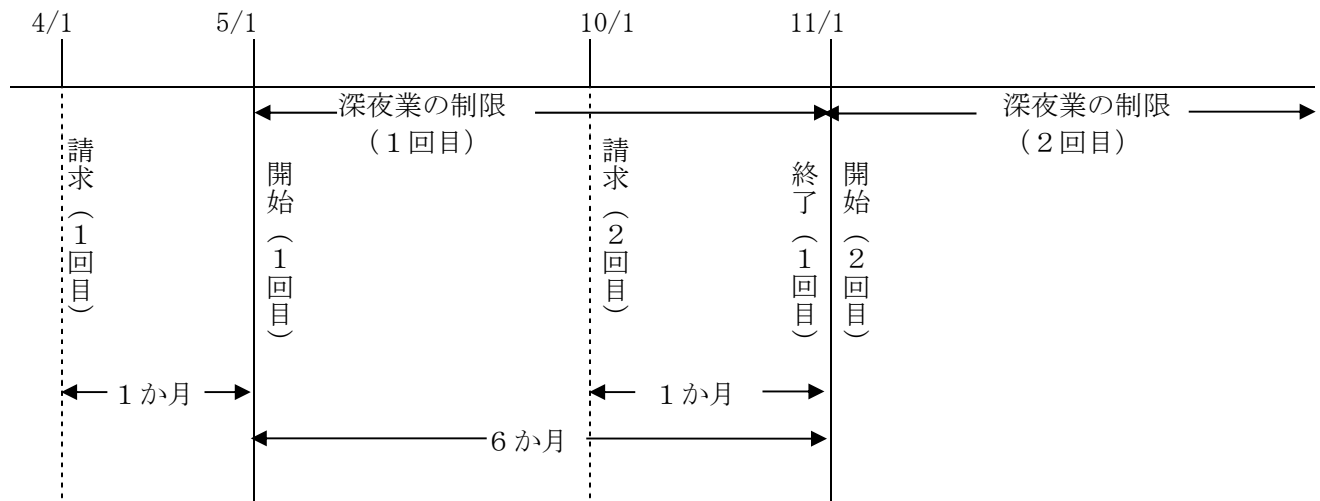 4/1
5/1
10/1
11/1
深夜業の制限
（１回目）
深夜業の制限
（２回目）
請求（１回目）
開始（１回目）
請求（２回目）
終了（１回目）
開始（２回目）
１か月
１か月
６か月